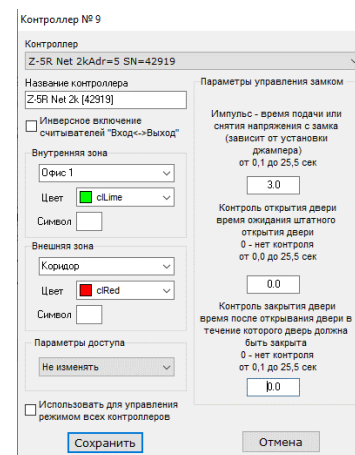 Контроллер № 9
Контроллер
Z-5R Net 2kAdr=5 SN=42919
Название контроллера
Z-5R Net 2k [42919]
Инверсное включение
считывателей "Вход<->Выход"
Внутренняя зона
Офис 1
Цвет clLime
Символ
Внешняя зона
Коридор
Цвет clRed
Символ
Параметры доступа
Не изменять
Использовать для управления
режимом всех контроллеров
Параметры управления замком
Импульс - время подачи или
снятия напряжения с замка
(зависит от установки
джампера)
от 0,1 до 25,5 сек
3.0
Контроль открытия двери
время ожидания штатного
открытия двери
0 - нет контроля
от 0,0 до 25,5 сек
0.0
Контроль закрытия двери
время после открывания двери в
течение которого дверь должна
быть закрыта
0 - нет контроля
от 0,1 до 25,5 сек
0.0
Сохранить
Отмена